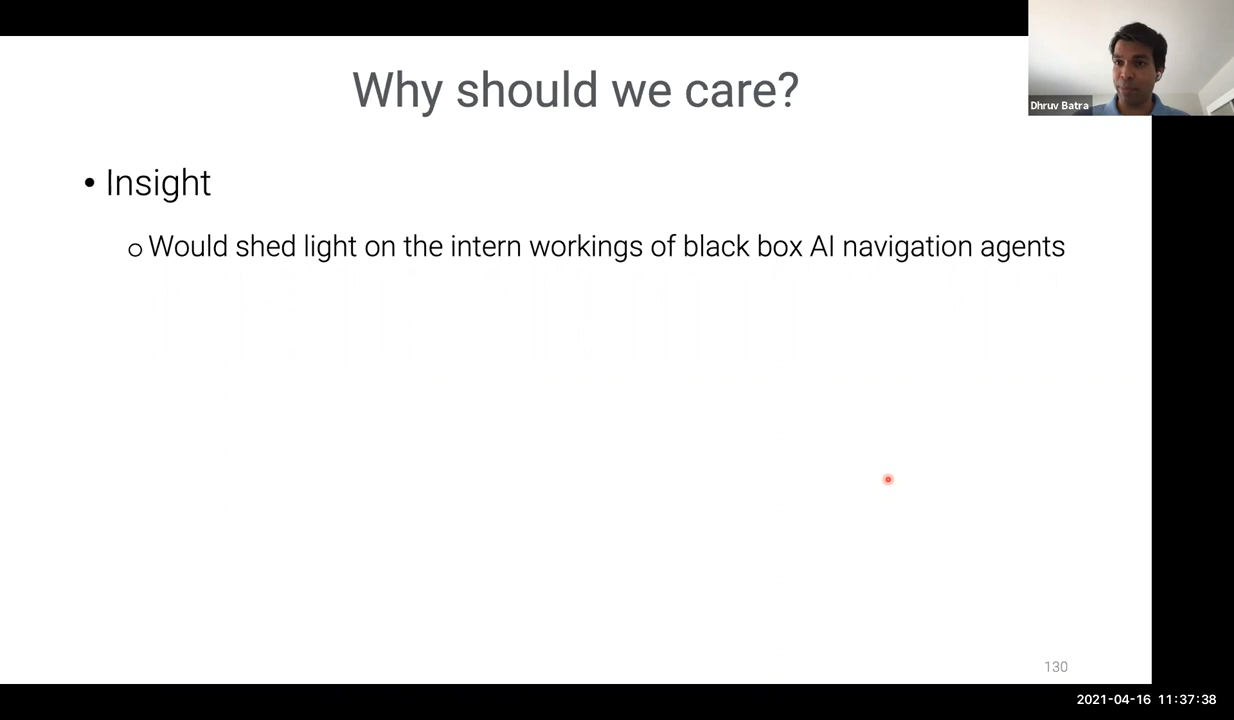 Why should we care?
Dhruv Batra
• Insight
o Would shed light on the intern workings of black box AI navigation agents
130
2021-04-16 11:37:38